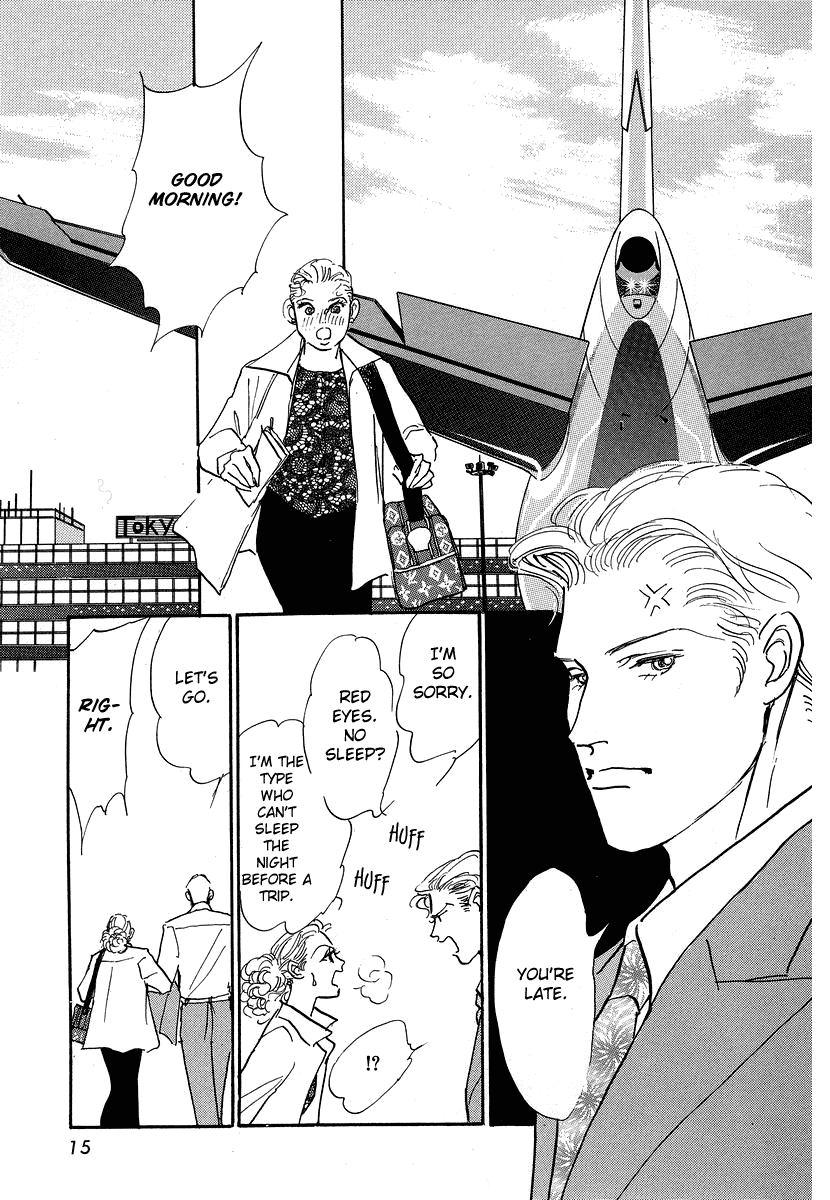 GOOD
MORNING!
Tokyo
YOU'RE
LATE.
I'M
SO
SORRY.
RED
EYES.
NO
SLEEP?
HUFF
HUFF
I'M THE
TYPE
WHO
CAN'T
SLEEP
THE
NIGHT
BEFORE A
TRIP.
!?
LET'S
GO.
RIG-
HT.
15